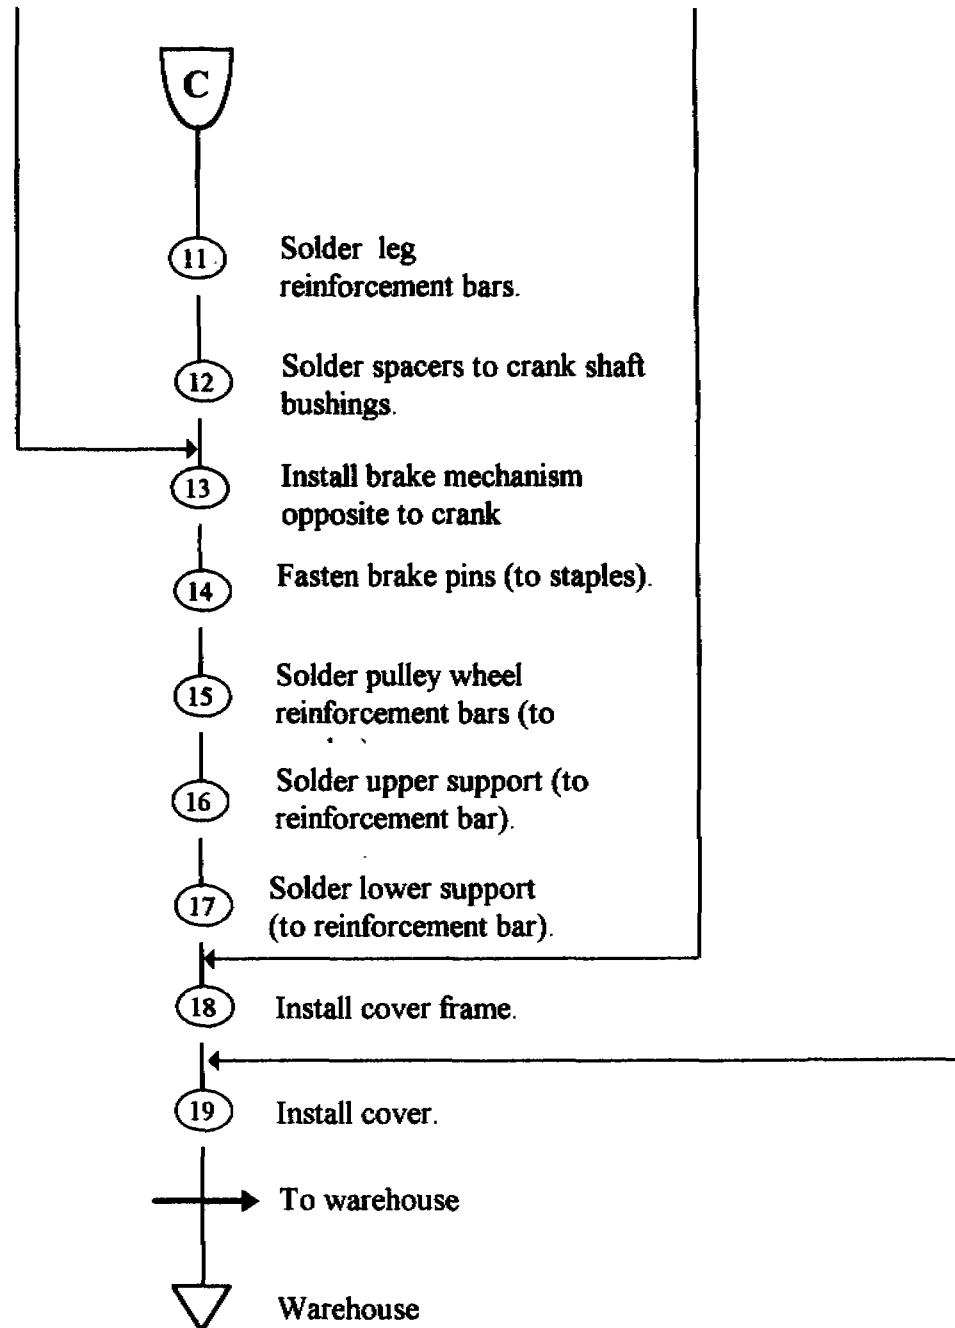 C
11
Solder leg
reinforcement bars.
12
Solder spacers to crank shaft
bushings.
13
Install brake mechanism
opposite to crank
14
Fasten brake pins (to staples).
15
Solder pulley wheel
reinforcement bars (to
16
Solder upper support (to
reinforcement bar).
17
Solder lower support
(to reinforcement bar).
18
Install cover frame.
19
Install cover.
To warehouse
Warehouse